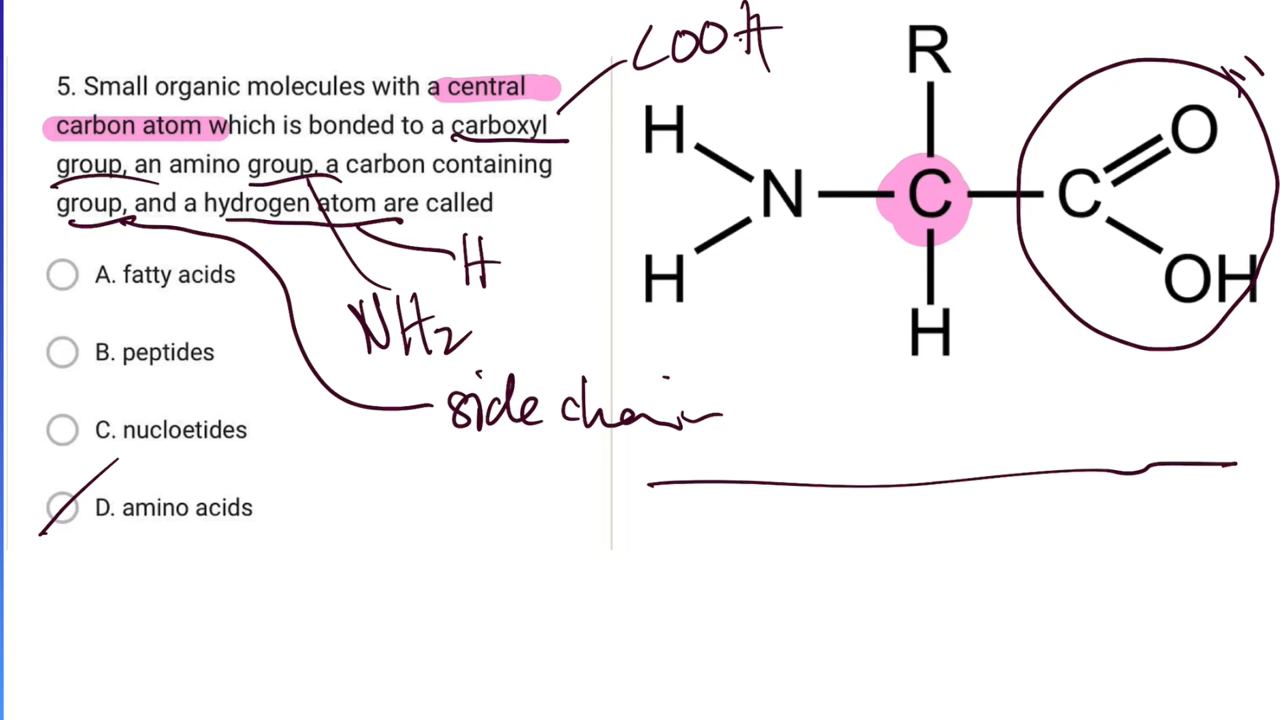 5. Small organic molecules with a central
carbon atom which is bonded to a carboxyl
group, an amino group, a carbon containing
group, and a hydrogen atom are called
A. fatty acids
B. peptides
C. nucloetides
D. amino acids
COOH
H
NH2
side chain
R
H
O
N C C
H
OH
H